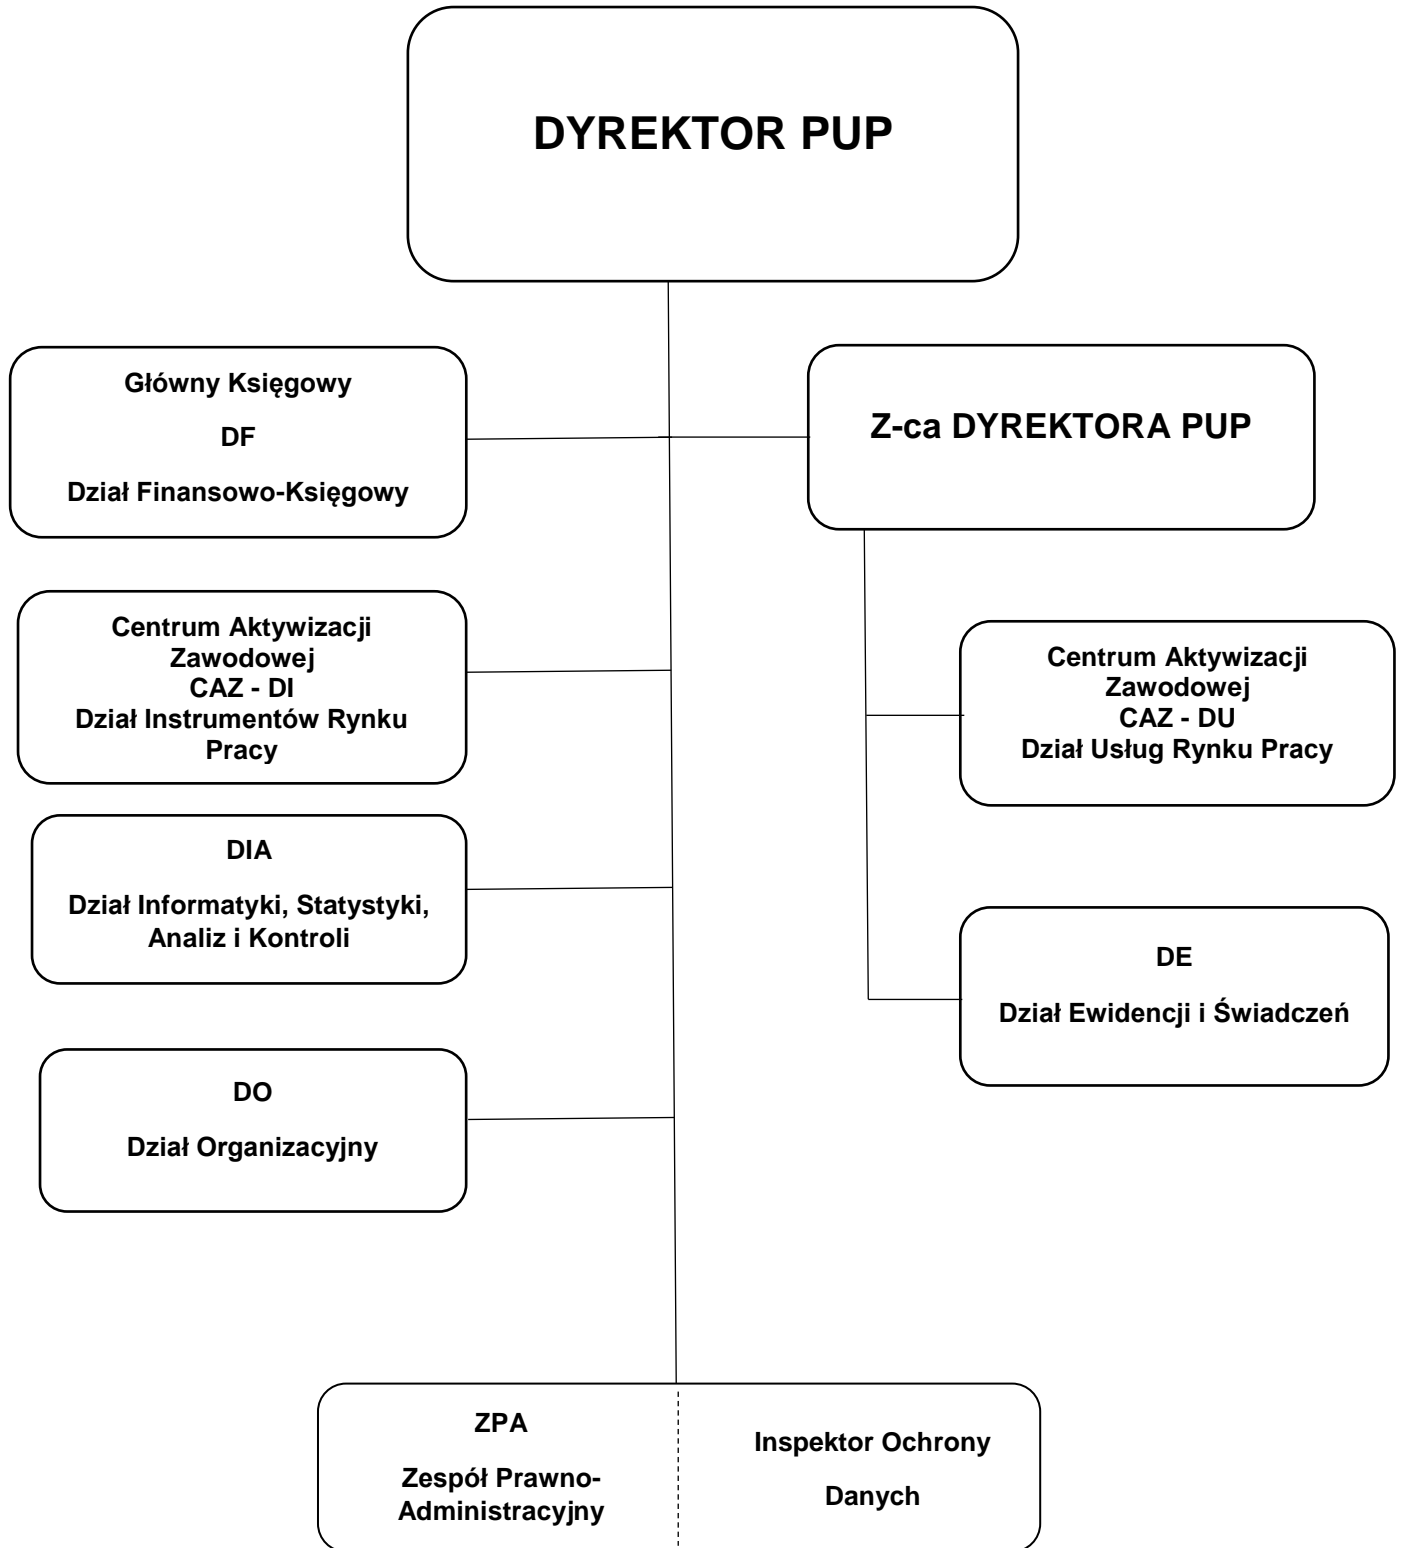 DYREKTOR PUP
Główny Księgowy
DF
Dział Finansowo-Księgowy
Z-ca DYREKTORA PUP
Centrum Aktywizacji
Zawodowej
CAZ - DI
Dział Instrumentów Rynku
Pracy
Centrum Aktywizacji
Zawodowej
CAZ - DU
Dział Usług Rynku Pracy
DIA
Dział Informatyki, Statystyki,
Analiz i Kontroli
DE
Dział Ewidencji i Świadczeń
DO
Dział Organizacyjny
ZPA
Zespół Prawno-
Administracyjny
Inspektor Ochrony
Danych